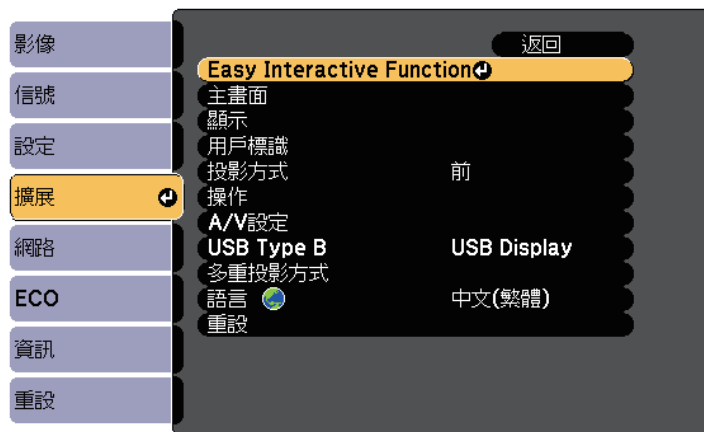 影像
信號
設定
擴展
網路
ECO
資訊
重設
返回
Easy Interactive Function
主畫面
顯示
用戶標識
投影方式 前
操作
A/V設定
USB Type B USB Display
多重投影方式
語言 中文(繁體)
重設